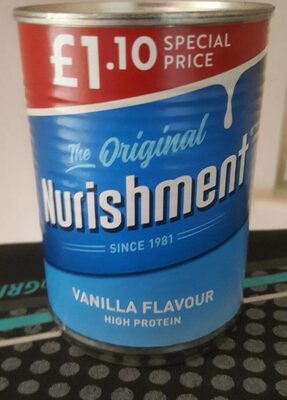 £1.10 SPECIAL
PRICE
The Original
Nurishment
SINCE 1981
VANILLA FLAVOUR
HIGH PROTEIN